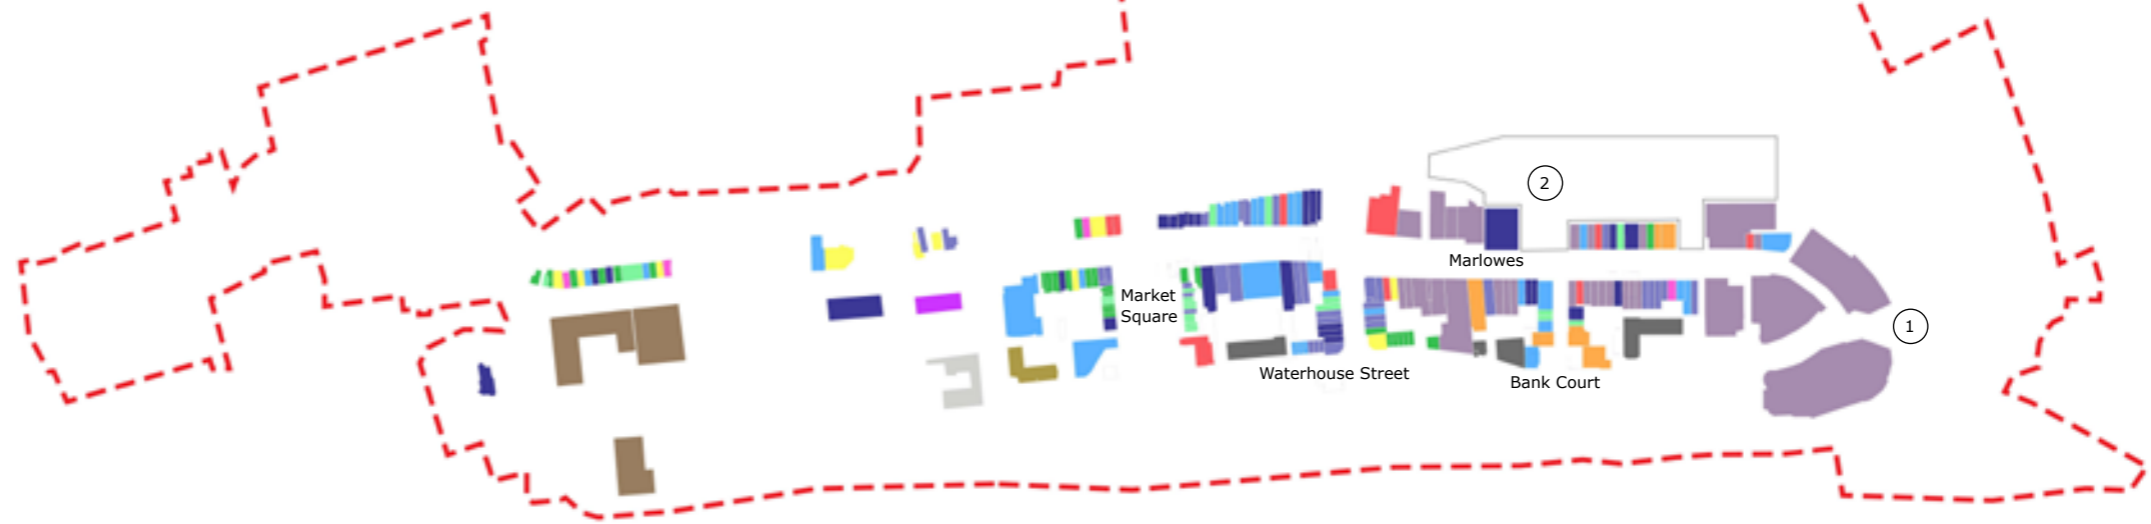 2
Marlowes
Market
Square
1
Waterhouse Street
Bank Court